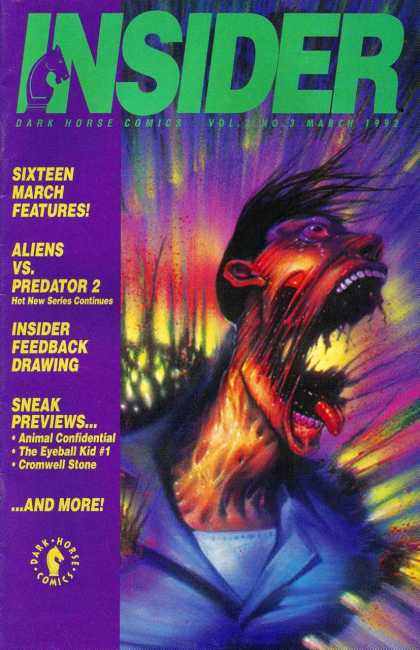 INSIDER
DARK HORSE COMICS VOL. 2 NO. 3 MARCH 1992
SIXTEEN
MARCH
FEATURES!
ALIENS
VS.
PREDATOR 2
Hot New Series Continues
INSIDER
FEEDBACK
DRAWING
SNEAK
PREVIEWS...
• Animal Confidential
• The Eyeball Kid #1
• Cromwell Stone
...AND MORE!
DARK • HORSE
COMICS